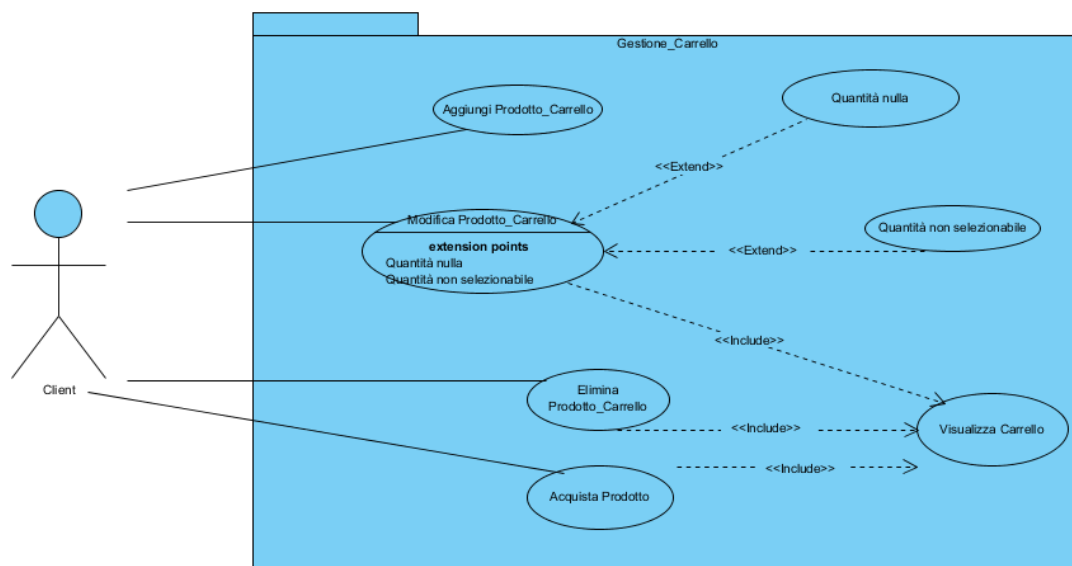 Gestione_Carrello
Aggiungi Prodotto_Carrello
Quantità nulla
<<Extend>>
Modifica Prodotto_Carrello
extension points
Quantità nulla
Quantità non selezionabile
Quantità non selezionabile
<<Extend>>
<<Include>>
Client
Elimina
Prodotto_Carrello
<<Include>>
Visualizza Carrello
<<Include>>
Acquista Prodotto